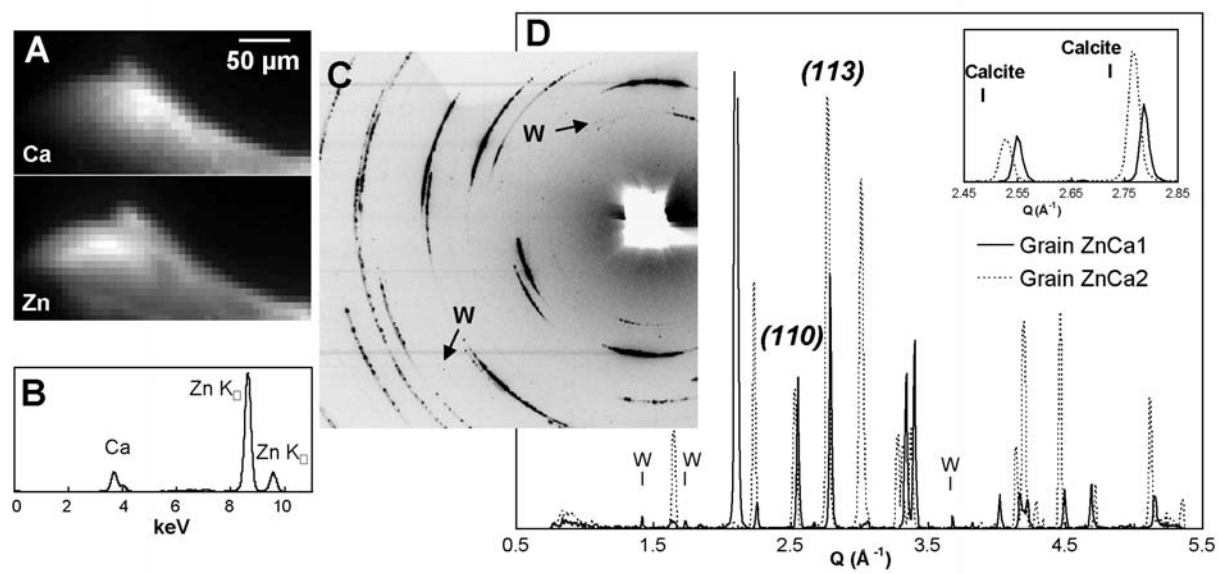 A
50 µm
Ca
Zn
B
Zn K□
Ca
Zn K□
0 2 4 6 8 10
keV
C
W
W
D
(113)
(110)
W
W
W
0.5 1.5 2.5 3.5 4.5 5.5
Q (Å⁻¹)
Calcite
Calcite
2.45 2.55 2.65 2.75 2.85
Q (Å⁻¹)
Grain ZnCa1
Grain ZnCa2